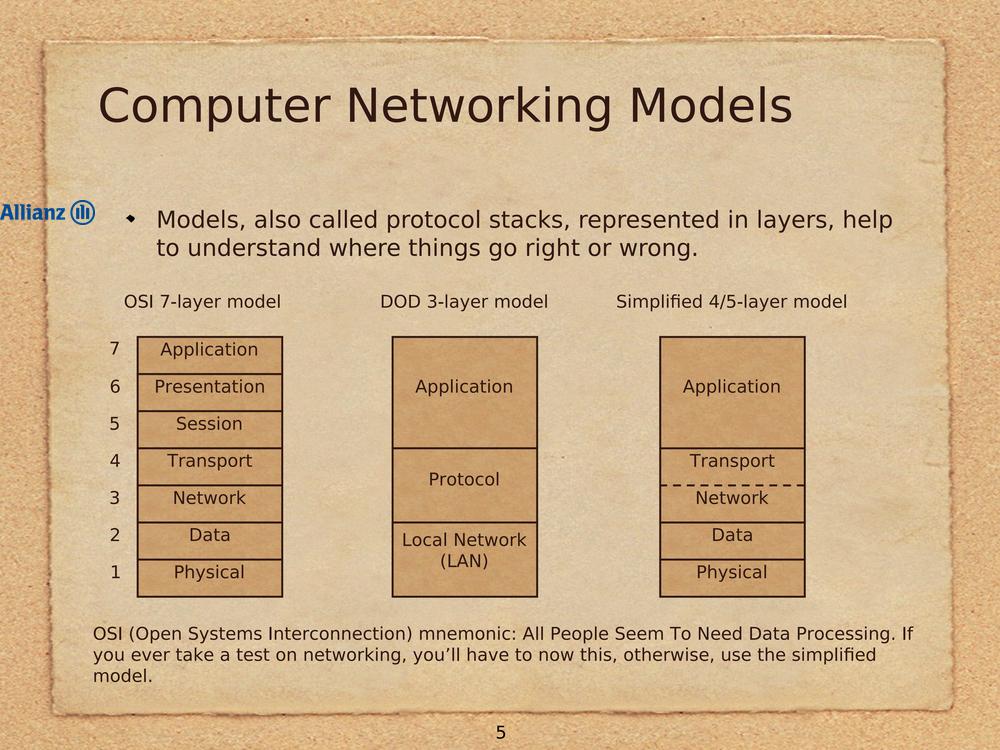 Computer Networking Models
Allianz
Models, also called protocol stacks, represented in layers, help
to understand where things go right or wrong.
OSI 7-layer model
DOD 3-layer model
Simplified 4/5-layer model
7 Application
6 Presentation
5 Session
4 Transport
3 Network
2 Data
1 Physical
Application
Protocol
Local Network
(LAN)
Application
Transport
Network
Data
Physical
OSI (Open Systems Interconnection) mnemonic: All People Seem To Need Data Processing. If
you ever take a test on networking, you’ll have to now this, otherwise, use the simplified
model.
5